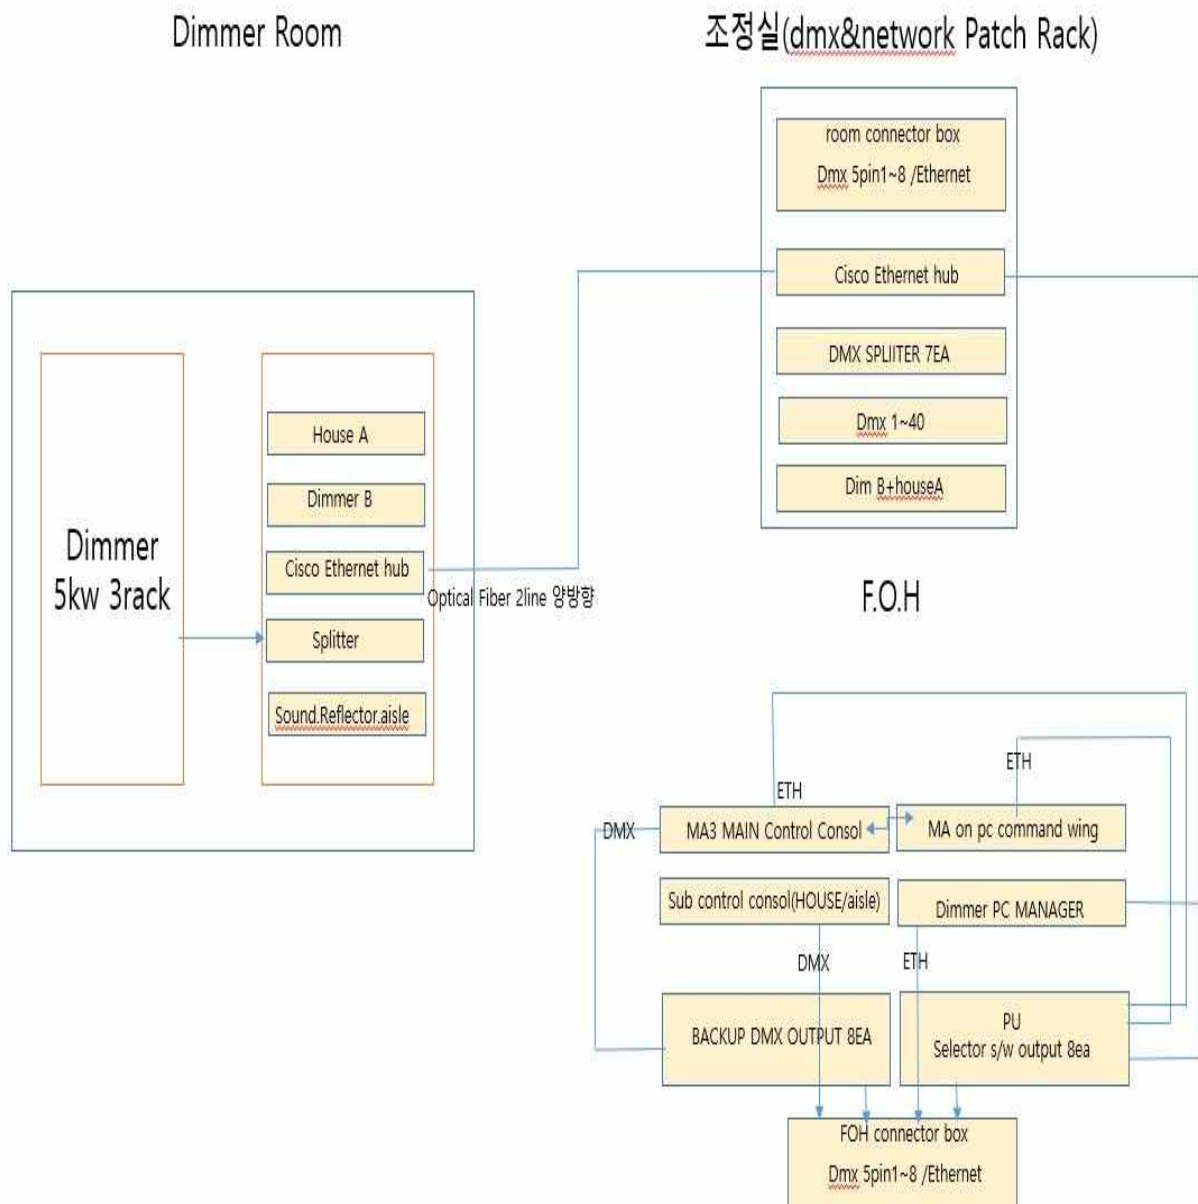 Dimmer Room
조정실(dmx&network Patch Rack)
room connector box
Dmx 5pin1~8 /Ethernet
Cisco Ethernet hub
DMX SPLIITER 7EA
Dmx 1~40
Dim B+houseA
Dimmer
5kw 3rack
House A
Dimmer B
Cisco Ethernet hub
Splitter
Sound.Reflector.aisle
Optical Fiber 2line 양방향
F.O.H
ETH
ETH
DMX
MA3 MAIN Control Consol
MA on pc command wing
Sub control consol(HOUSE/aisle)
Dimmer PC MANAGER
DMX
ETH
BACKUP DMX OUTPUT 8EA
PU
Selector s/w output 8ea
FOH connector box
Dmx 5pin1~8 /Ethernet